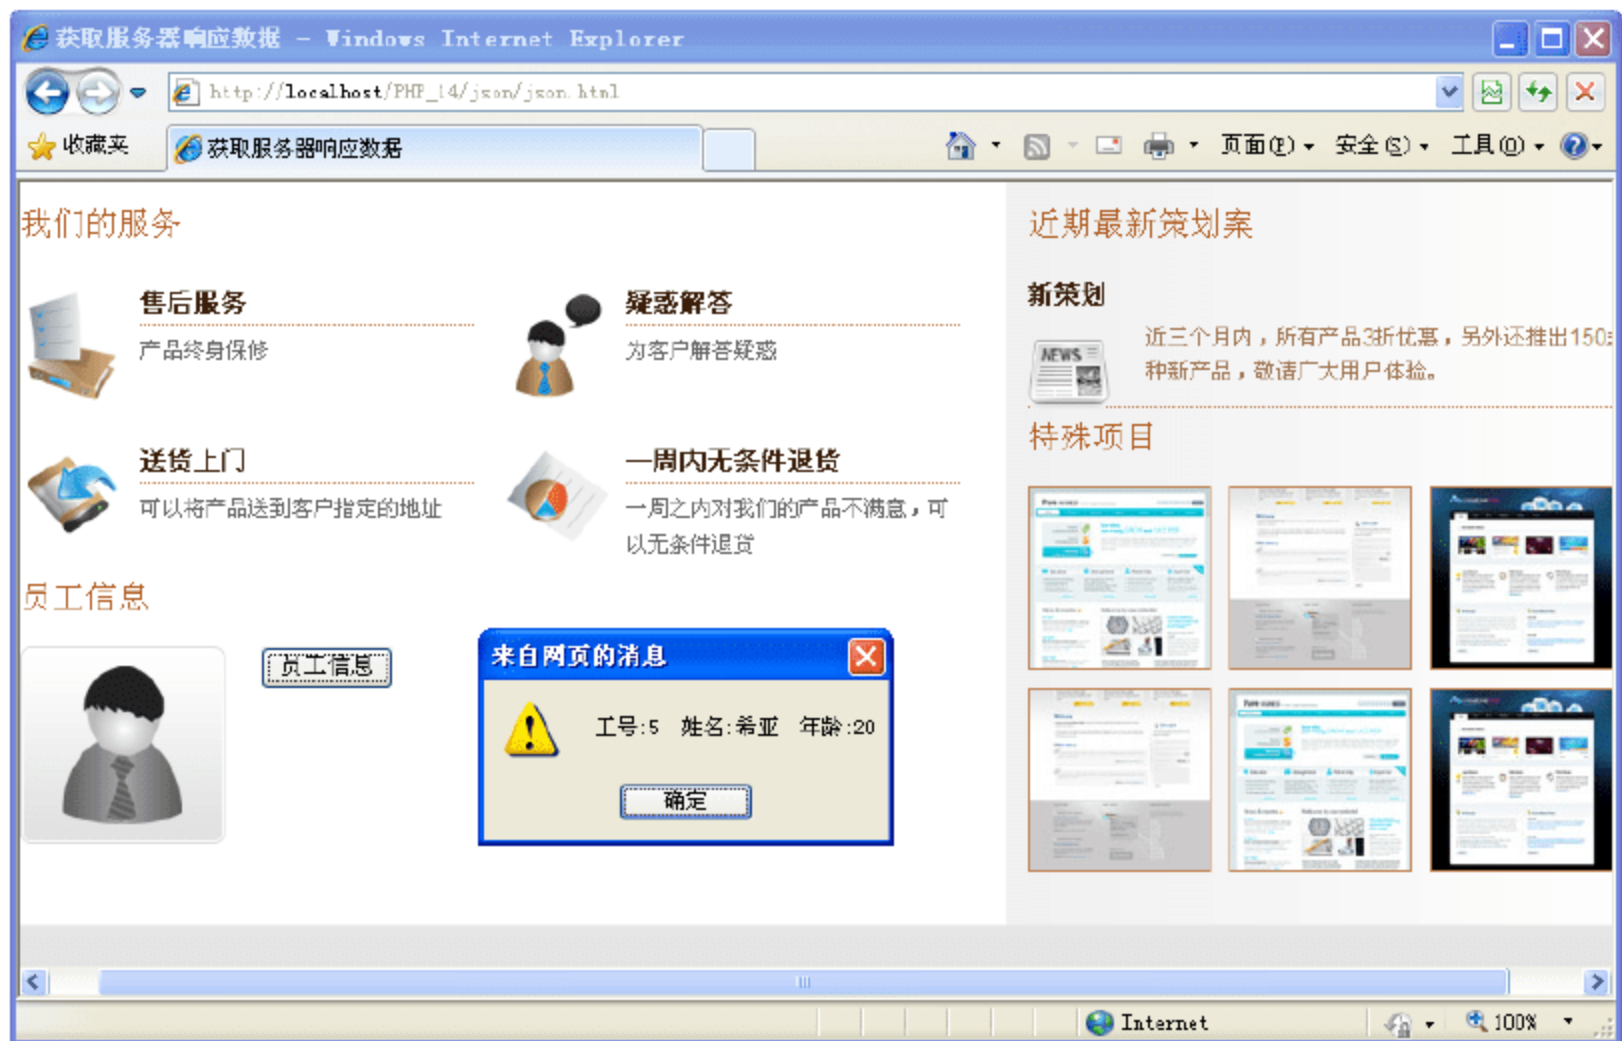 获取服务器响应数据 - Windows Internet Explorer
http://localhost/PHP_14/json/json.html
收藏夹
获取服务器响应数据
页面(P)
安全(S)
工具(O)
我们的服务
售后服务
产品终身保修
疑惑解答
为客户解答疑惑
送货上门
可以将产品送到客户指定的地址
一周内无条件退货
一周之内对我们的产品不满意，可
以无条件退货
员工信息
员工信息
来自网页的消息
工号:5 姓名:希亚 年龄:20
确定
近期最新策划案
新策划
NEWS
近三个月内，所有产品3折优惠，另外还推出150
种新产品，敬请广大用户体验。
特殊项目
Internet
100%